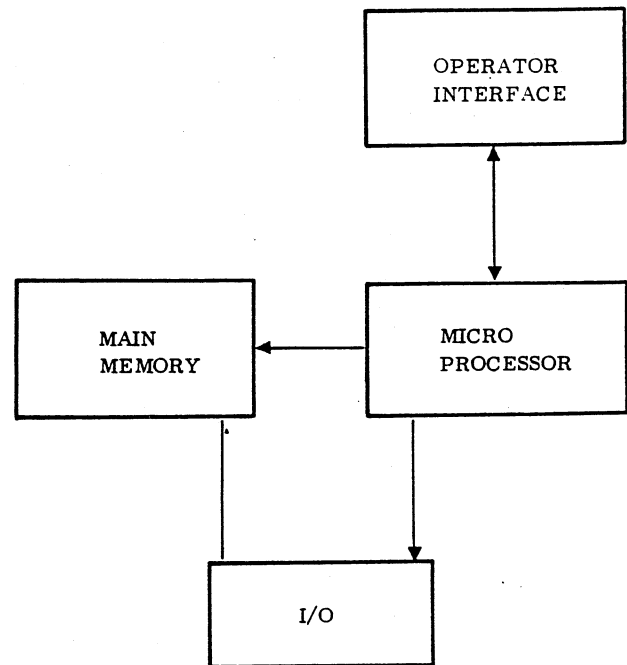 OPERATOR
INTERFACE
MAIN
MEMORY
MICRO
PROCESSOR
I/O